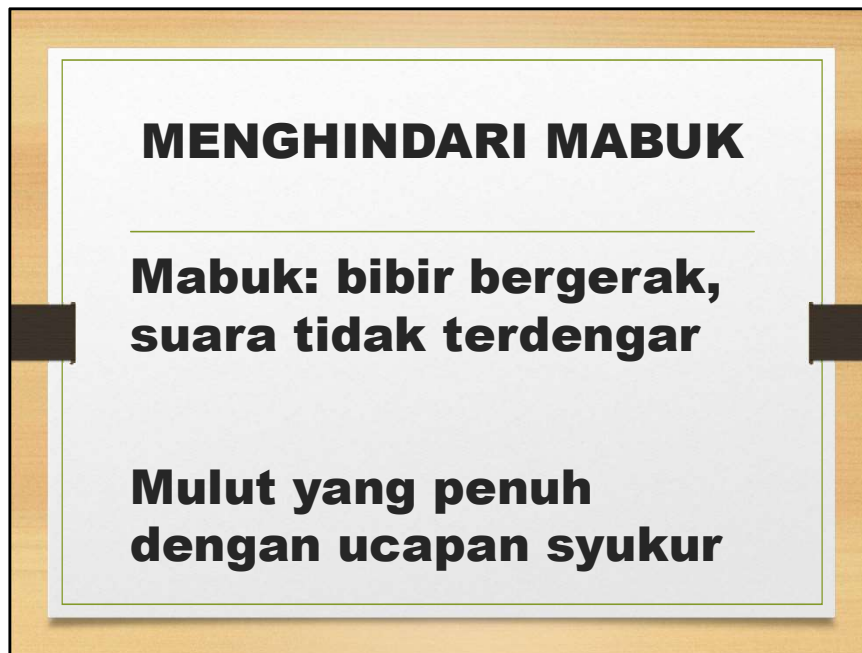 MENGHINDARI MABUK
Mabuk: bibir bergerak,
suara tidak terdengar
Mulut yang penuh
dengan ucapan syukur